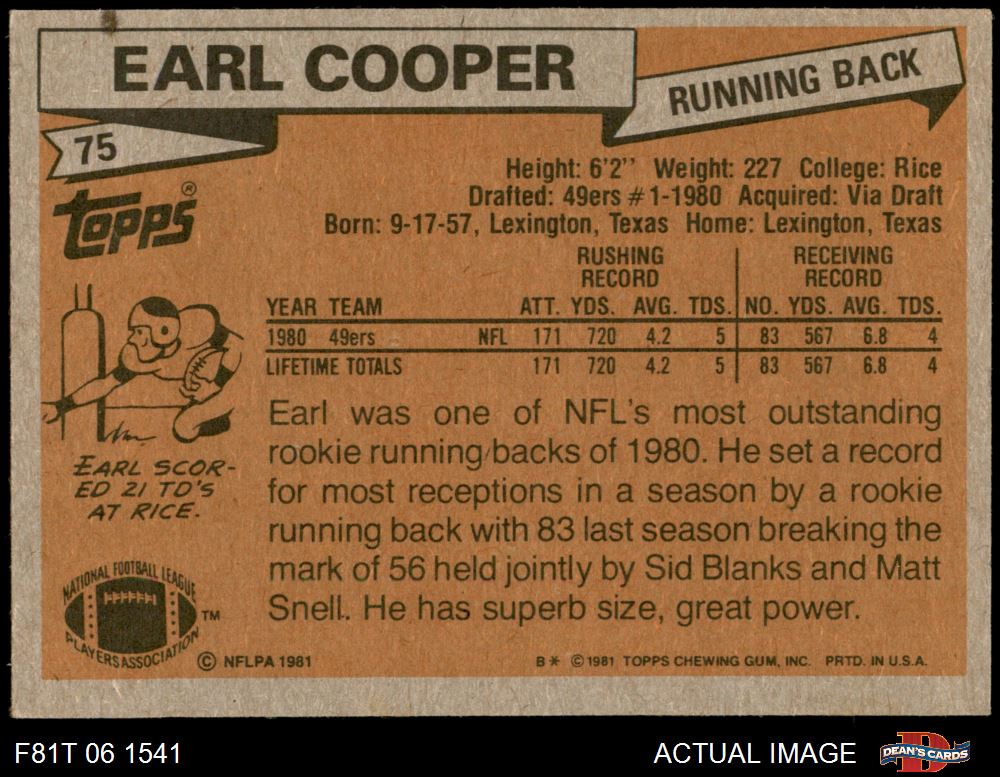 EARL COOPER
RUNNING BACK
75
Topps®
Height: 6'2'' Weight: 227 College: Rice
Drafted: 49ers #1-1980 Acquired: Via Draft
Born: 9-17-57, Lexington, Texas Home: Lexington, Texas
RUSHING RECORD RECEIVING RECORD
YEAR TEAM ATT. YDS. AVG. TDS. NO. YDS. AVG. TDS.
1980 49ers NFL 171 720 4.2 5 83 567 6.8 4
LIFETIME TOTALS 171 720 4.2 5 83 567 6.8 4
EARL SCOR-
ED 21 TD'S
AT RICE.
Earl was one of NFL's most outstanding
rookie running backs of 1980. He set a record
for most receptions in a season by a rookie
running back with 83 last season breaking the
mark of 56 held jointly by Sid Blanks and Matt
Snell. He has superb size, great power.
NATIONAL FOOTBALL LEAGUE
PLAYERS ASSOCIATION
TM
© NFLPA 1981
B* © 1981 TOPPS CHEWING GUM, INC. PRTD. IN U.S.A.
F81T 06 1541
ACTUAL IMAGE
DEAN'S CARDS